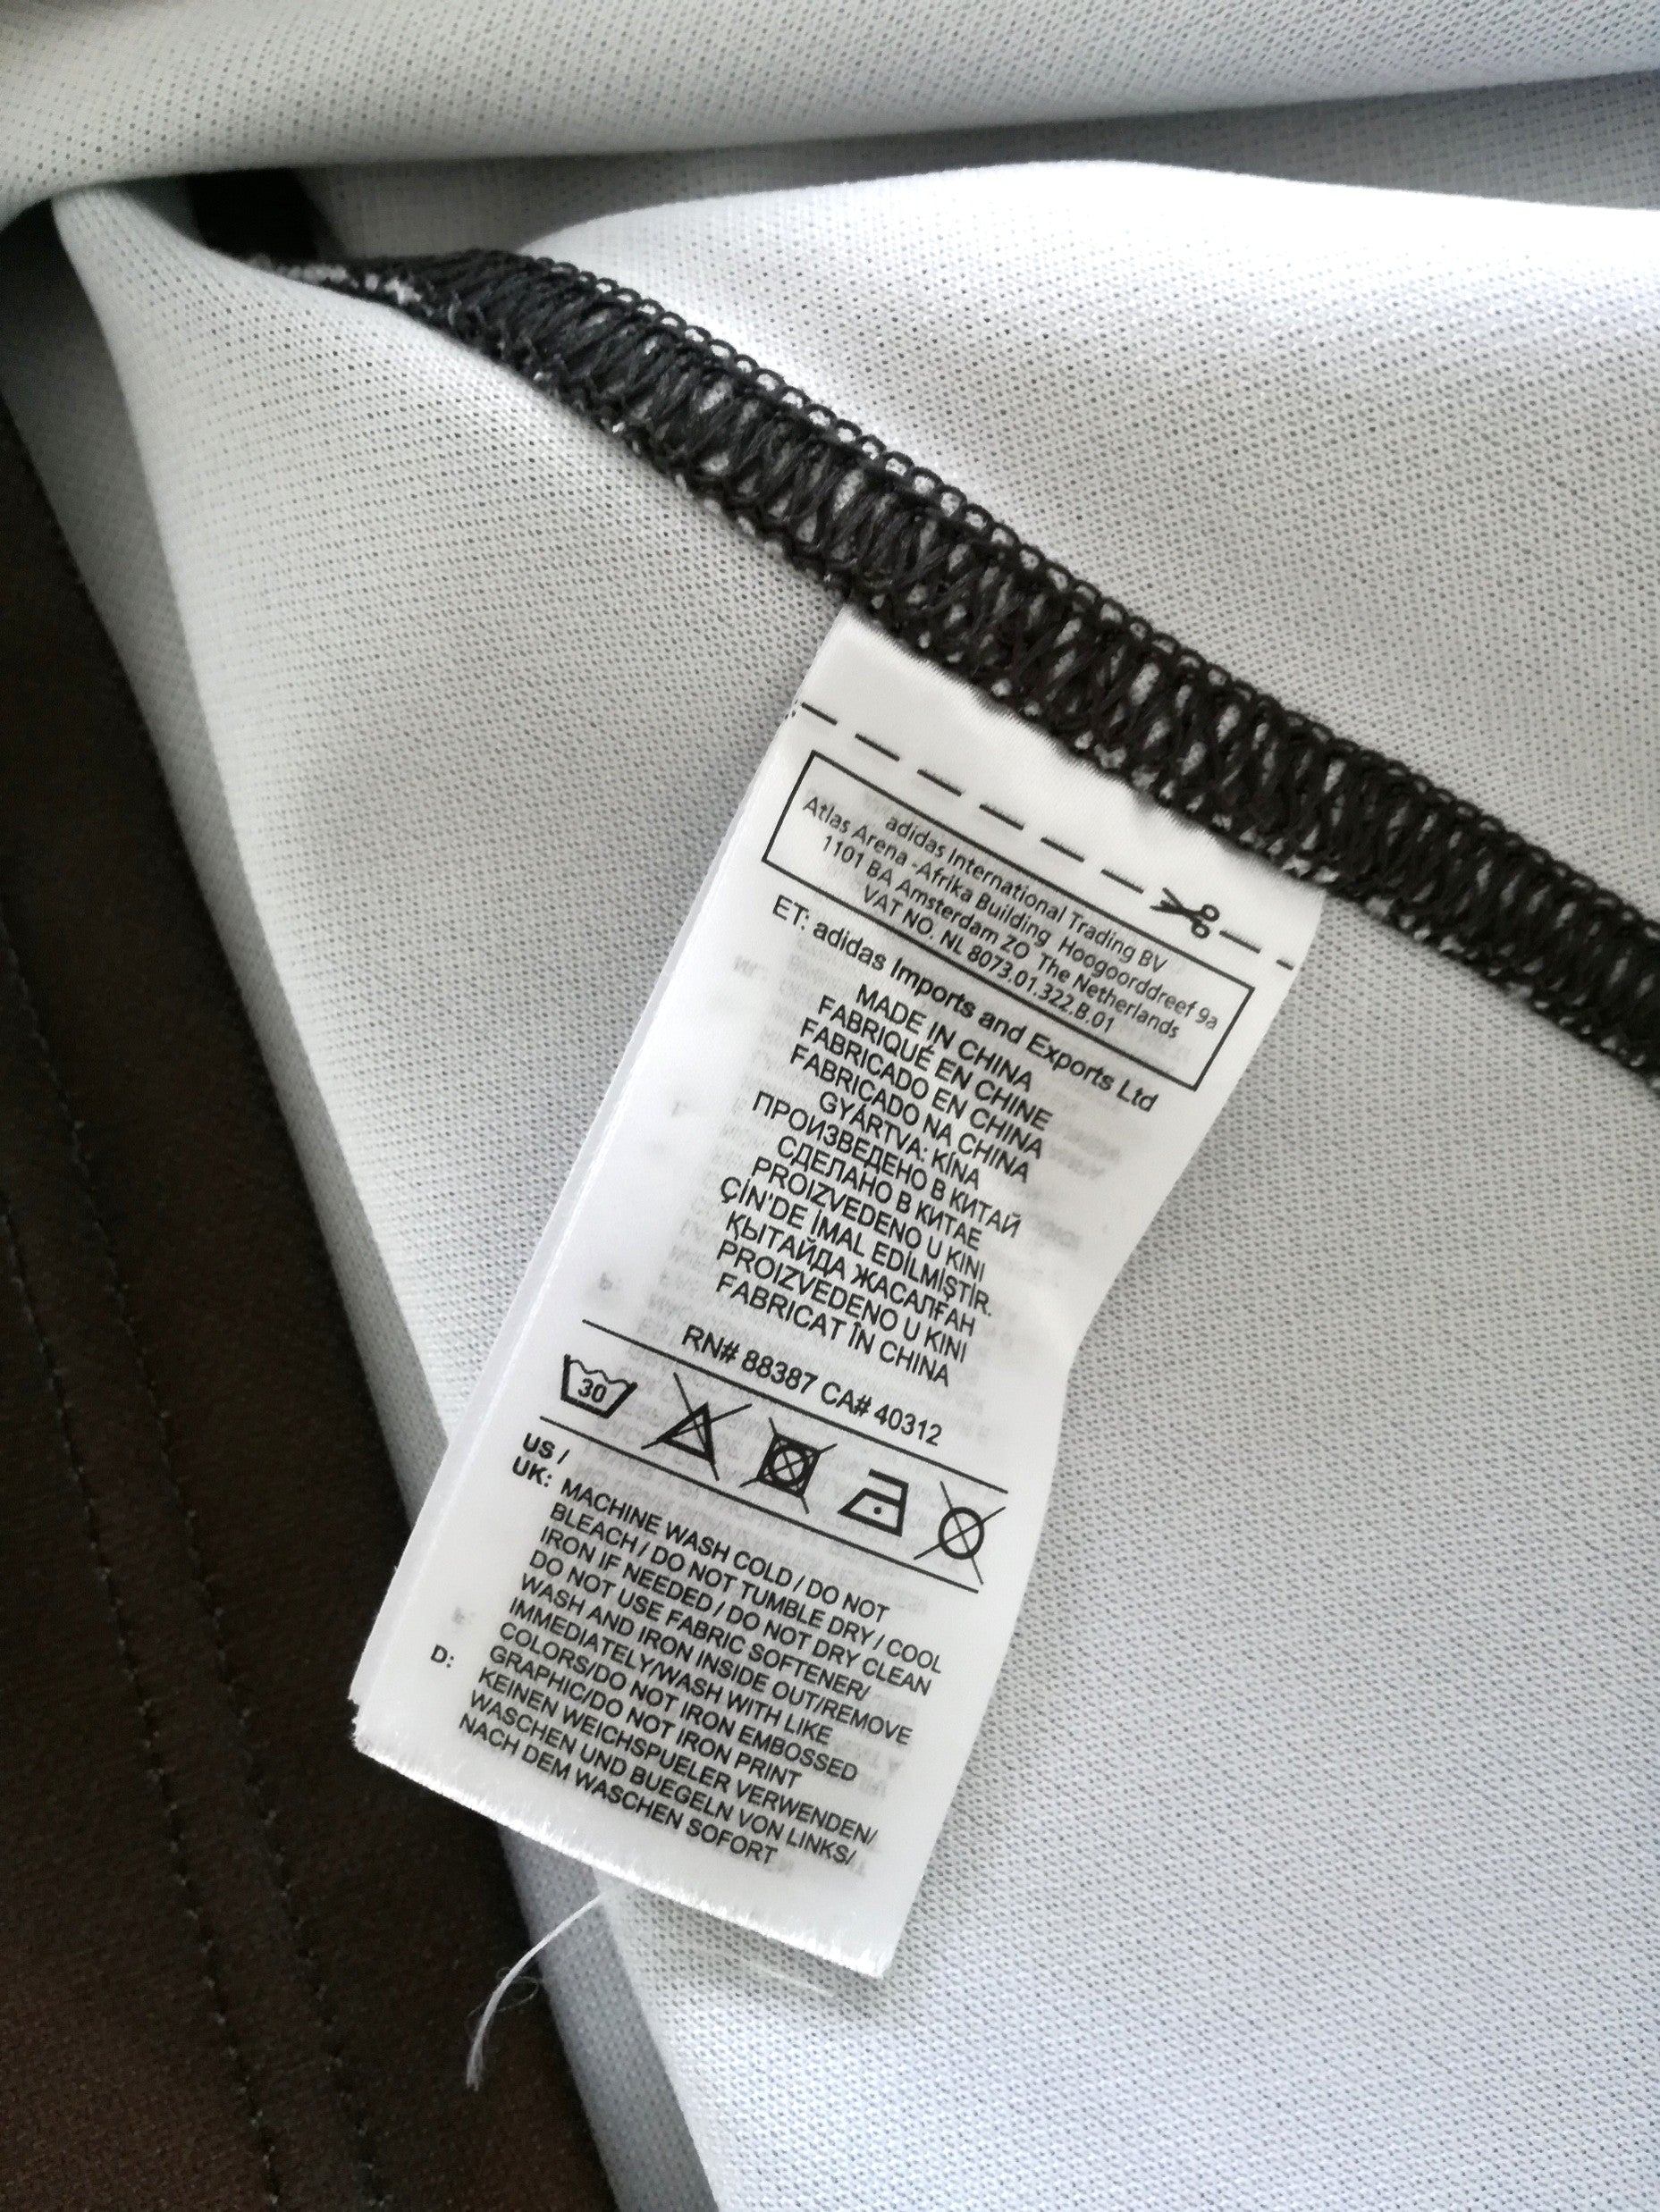 adidas International Trading BV
Atlas Arena -Afrika Building Hoogoorddreef 9a
1101 BA Amsterdam ZO The Netherlands
VAT NO. NL 8073.01.322.B.01
ET: adidas Imports and Exports Ltd
MADE IN CHINA
FABRIQUÉ EN CHINE
FABRICADO EN CHINA
FABRICADO NA CHINA
GYÁRTVA: KÍNA
ПРОИЗВЕДЕНО В КИТАЙ
СДЕЛАНО В КИТАЕ
PROIZVEDENO U KINI
ÇİN'DE İMAL EDİLMİŞTİR.
ҚЫТАЙДА ЖАСАЛҒАН
PROIZVEDENO U KINI
FABRICAT ÎN CHINA
RN# 88387 CA# 40312
30
US /
UK: MACHINE WASH COLD / DO NOT
BLEACH / DO NOT TUMBLE DRY / COOL
IRON IF NEEDED / DO NOT DRY CLEAN
DO NOT USE FABRIC SOFTENER/
WASH AND IRON INSIDE OUT/REMOVE
IMMEDIATELY/WASH WITH LIKE
COLORS/DO NOT IRON EMBOSSED
GRAPHIC/DO NOT IRON PRINT
D: KEINEN WEICHSPUELER VERWENDEN/
WASCHEN UND BUEGELN VON LINKS/
NACH DEM WASCHEN SOFORT